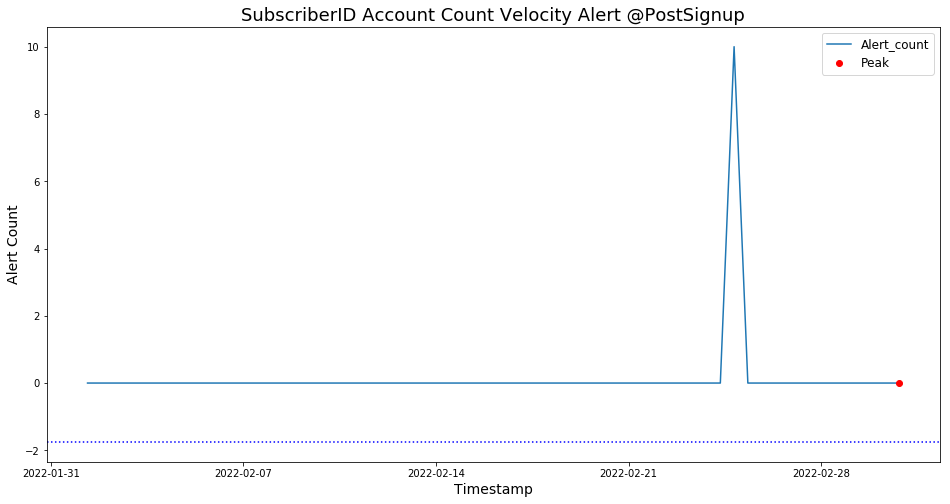 SubscriberID Account Count Velocity Alert @PostSignup
Alert_count
Peak
10
8
6
4
2
0
−2
Alert Count
2022-01-31 2022-02-07 2022-02-14 2022-02-21 2022-02-28
Timestamp